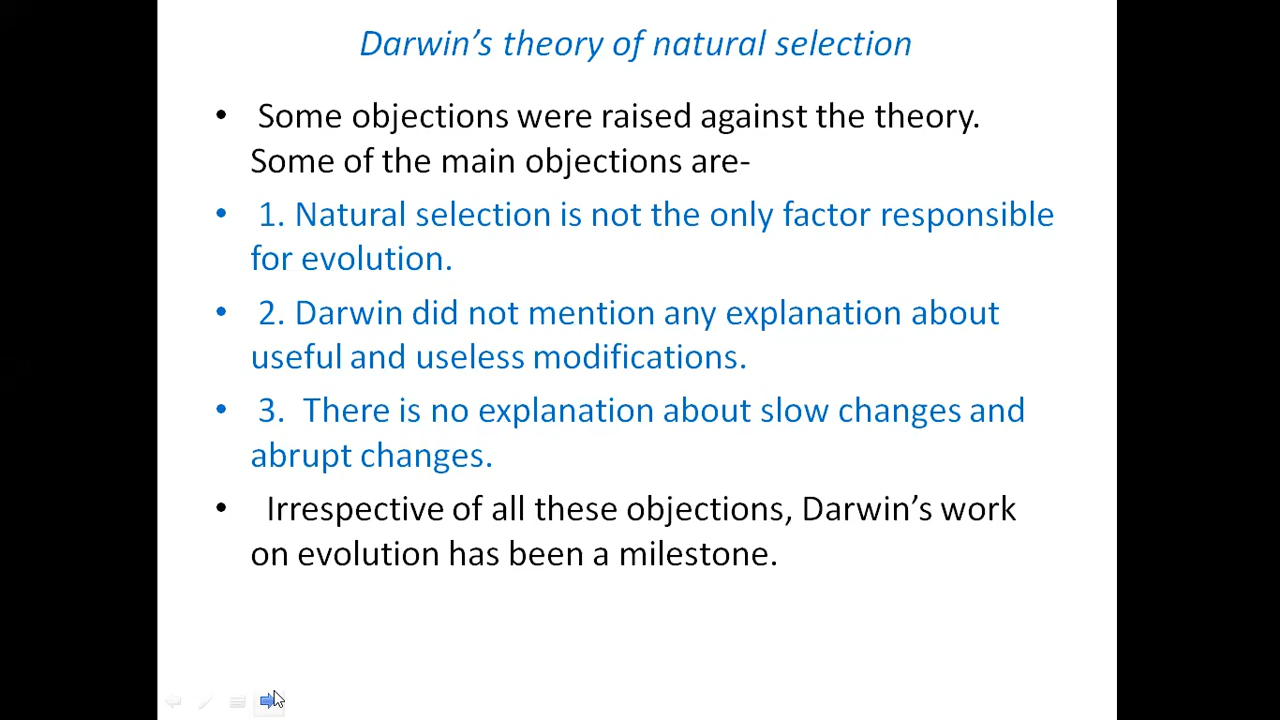 Darwin’s theory of natural selection
• Some objections were raised against the theory.
Some of the main objections are-
• 1. Natural selection is not the only factor responsible
for evolution.
• 2. Darwin did not mention any explanation about
useful and useless modifications.
• 3. There is no explanation about slow changes and
abrupt changes.
• Irrespective of all these objections, Darwin’s work
on evolution has been a milestone.